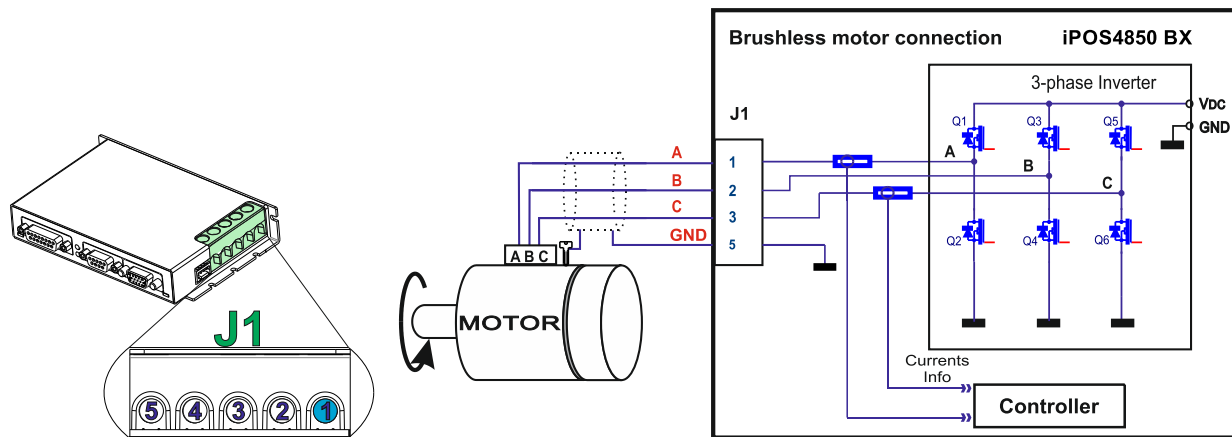 Brushless motor connection iPOS4850 BX
3-phase Inverter
VDC
GND
J1
Q1 Q3 Q5
A 1 A
B 2 B
C 3 C
GND 5
Q2 Q4 Q6
A B C
MOTOR
J1
5 4 3 2 1
Currents
Info
Controller